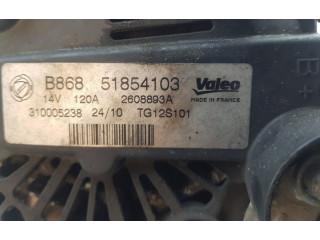 B868 51854103 Valeo
14V 120A 2608893A MADE IN FRANCE
310005238 24/10 TG12S101
B+